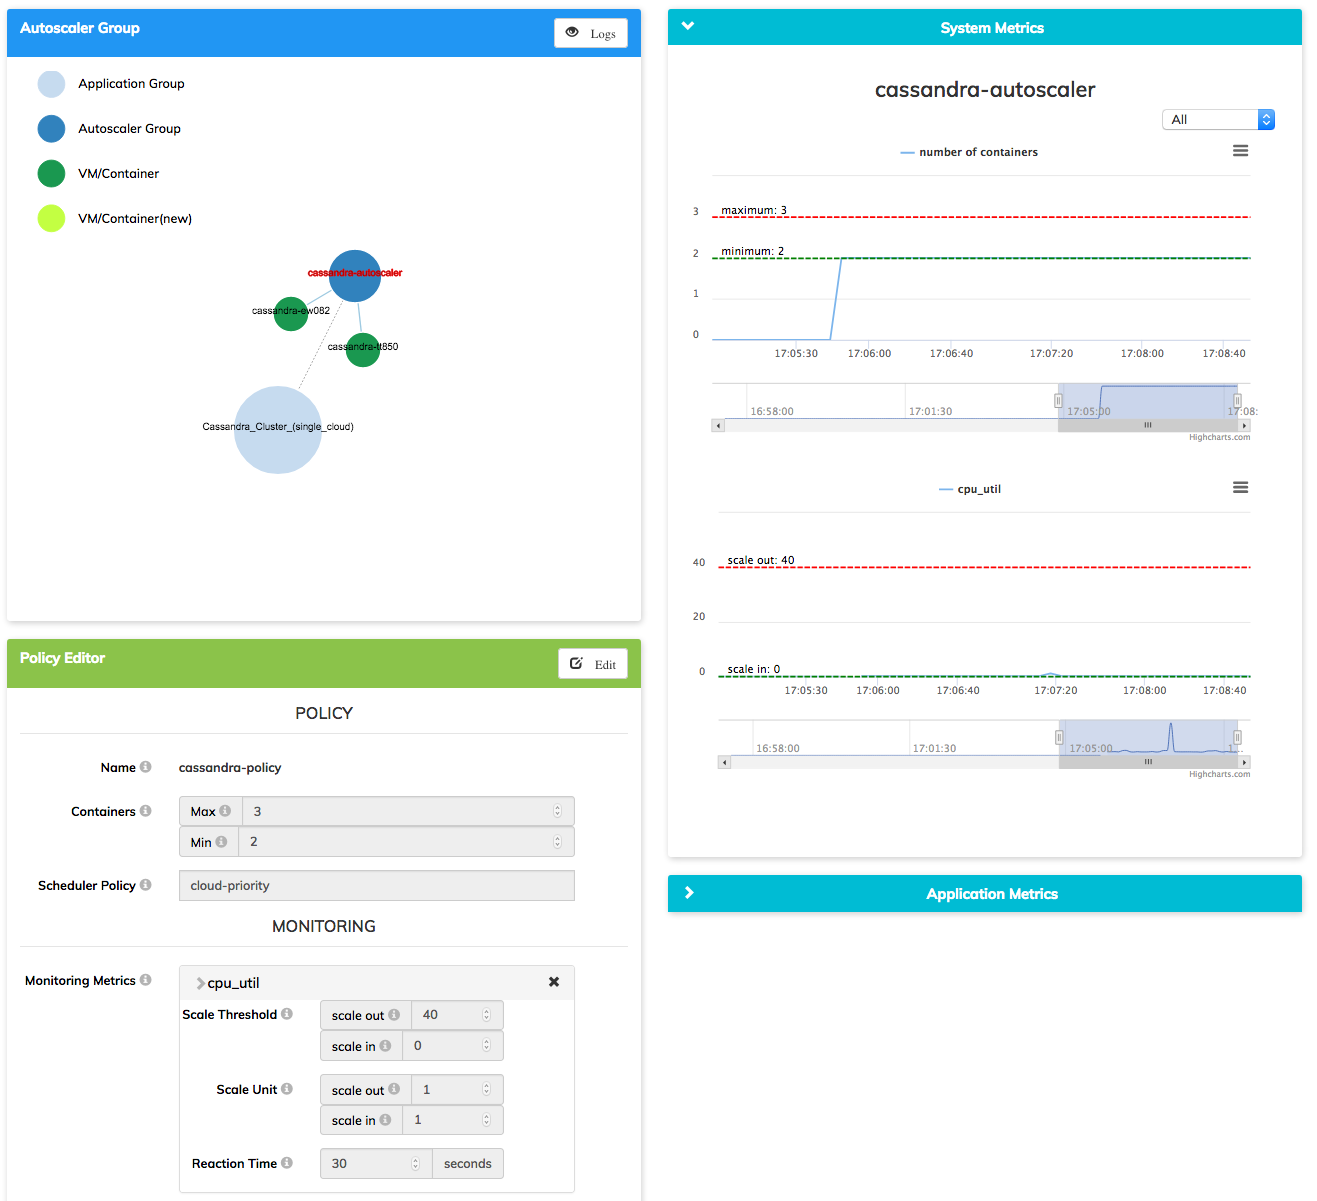 Autoscaler Group
Logs
Application Group
Autoscaler Group
VM/Container
VM/Container(new)
cassandra-autoscaler
cassandra-ew082
cassandra-tt850
Cassandra_Cluster_(single_cloud)
Policy Editor
Edit
POLICY
Name cassandra-policy
Containers Max 3
Min 2
Scheduler Policy cloud-priority
MONITORING
Monitoring Metrics cpu_util
Scale Threshold scale out 40
scale in 0
Scale Unit scale out 1
scale in 1
Reaction Time 30 seconds
System Metrics
cassandra-autoscaler
All
number of containers
3 maximum: 3
2 minimum: 2
1
0
17:05:30 17:06:00 17:06:40 17:07:20 17:08:00 17:08:40
16:58:00 17:01:30 17:05:00 17:08:
Highcharts.com
cpu_util
40 scale out: 40
20
0 scale in: 0
17:05:30 17:06:00 17:06:40 17:07:20 17:08:00 17:08:40
16:58:00 17:01:30 17:05:00 1...
Highcharts.com
Application Metrics